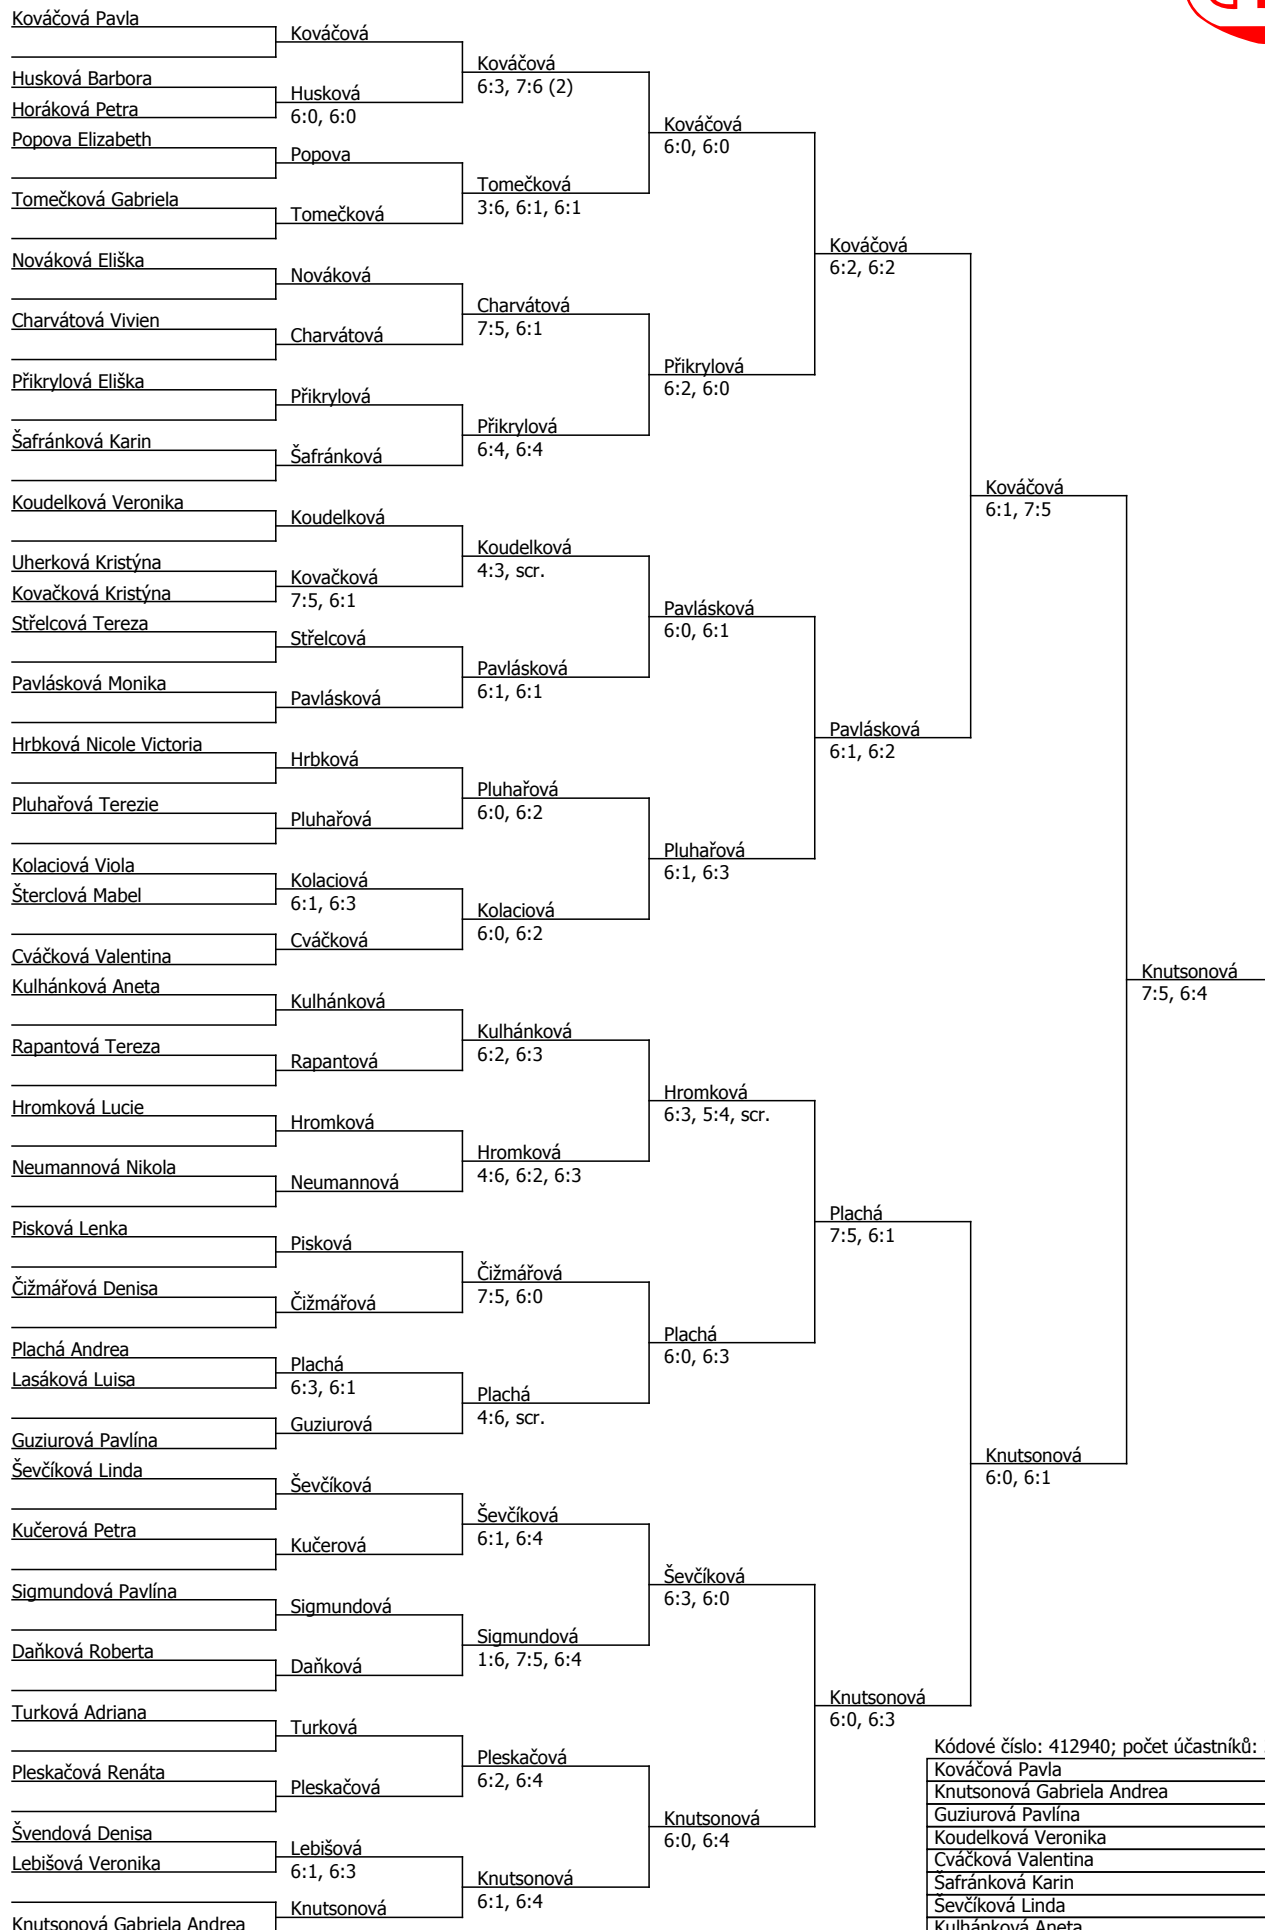 Kováčová Pavla
Husková Barbora
Horáková Petra
Popova Elizabeth
Tomečková Gabriela
Nováková Eliška
Charvátová Vivien
Přikrylová Eliška
Šafránková Karin
Koudelková Veronika
Uherková Kristýna
Kovačková Kristýna
Střelcová Tereza
Pavlásková Monika
Hrbková Nicole Victoria
Pluhařová Terezie
Kolaciová Viola
Šterclová Mabel
Cváčková Valentina
Kulhánková Aneta
Rapantová Tereza
Hromková Lucie
Neumannová Nikola
Pisková Lenka
Čižmářová Denisa
Plachá Andrea
Lasáková Luisa
Guziurová Pavlína
Ševčíková Linda
Kučerová Petra
Sigmundová Pavlína
Daňková Roberta
Turková Adriana
Pleskačová Renáta
Švendová Denisa
Lebišová Veronika
Knutsonová Gabriela Andrea
Kováčová
Husková
6:0, 6:0
Popova
Tomečková
Nováková
Charvátová
Přikrylová
Šafránková
Koudelková
Kovačková
7:5, 6:1
Střelcová
Pavlásková
Hrbková
Pluhařová
Kolaciová
6:1, 6:3
Cváčková
Kulhánková
Rapantová
Hromková
Neumannová
Pisková
Čižmářová
Plachá
6:3, 6:1
Guziurová
Ševčíková
Kučerová
Sigmundová
Daňková
Turková
Pleskačová
Lebišová
6:1, 6:3
Knutsonová
Kováčová
6:3, 7:6 (2)
Tomečková
3:6, 6:1, 6:1
Charvátová
7:5, 6:1
Přikrylová
6:4, 6:4
Koudelková
4:3, scr.
Pavlásková
6:1, 6:1
Pluhařová
6:0, 6:2
Kolaciová
6:0, 6:2
Kulhánková
6:2, 6:3
Hromková
4:6, 6:2, 6:3
Čižmářová
7:5, 6:0
Plachá
4:6, scr.
Ševčíková
6:1, 6:4
Sigmundová
1:6, 7:5, 6:4
Pleskačová
6:2, 6:4
Knutsonová
6:1, 6:4
Kováčová
6:0, 6:0
Přikrylová
6:2, 6:0
Pavlásková
6:0, 6:1
Pluhařová
6:1, 6:3
Hromková
6:3, 5:4, scr.
Plachá
6:0, 6:3
Ševčíková
6:3, 6:0
Knutsonová
6:0, 6:4
Kováčová
6:2, 6:2
Pavlásková
6:1, 6:2
Plachá
7:5, 6:1
Knutsonová
6:0, 6:3
Kováčová
6:1, 7:5
Knutsonová
6:0, 6:1
Knutsonová
7:5, 6:4
Kódové číslo: 412940; počet účastníků:
Kováčová Pavla
Knutsonová Gabriela Andrea
Guziurová Pavlína
Koudelková Veronika
Cváčková Valentina
Šafránková Karin
Ševčíková Linda
Kulhánková Aneta